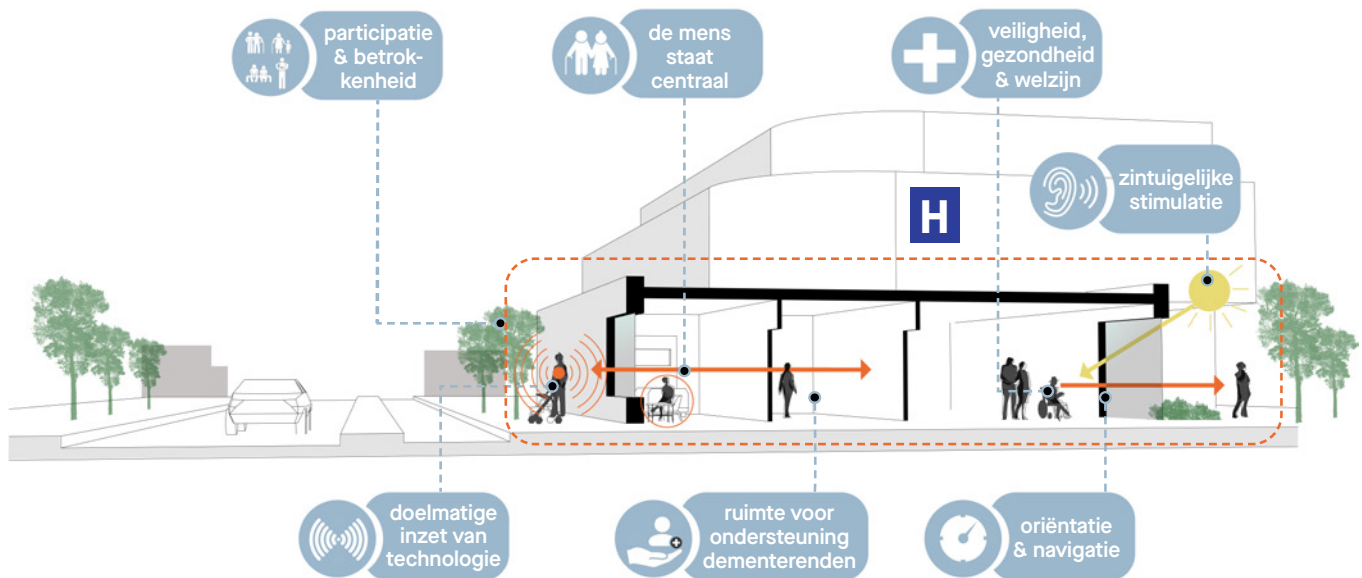 participatie
& betrok-
kenheid
de mens
staat
centraal
veiligheid,
gezondheid
& welzijn
zintuigelijke
stimulatie
H
doelmatige
inzet van
technologie
ruimte voor
ondersteuning
dementerenden
oriëntatie
& navigatie